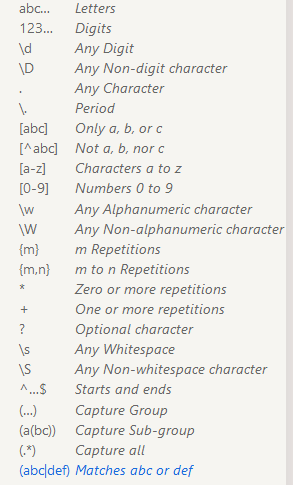 abc... Letters
123... Digits
\d Any Digit
\D Any Non-digit character
. Any Character
\. Period
[abc] Only a, b, or c
[^abc] Not a, b, nor c
[a-z] Characters a to z
[0-9] Numbers 0 to 9
\w Any Alphanumeric character
\W Any Non-alphanumeric character
{m} m Repetitions
{m,n} m to n Repetitions
* Zero or more repetitions
+ One or more repetitions
? Optional character
\s Any Whitespace
\S Any Non-whitespace character
^...$ Starts and ends
(...) Capture Group
(a(bc)) Capture Sub-group
(.*) Capture all
(abc|def) Matches abc or def